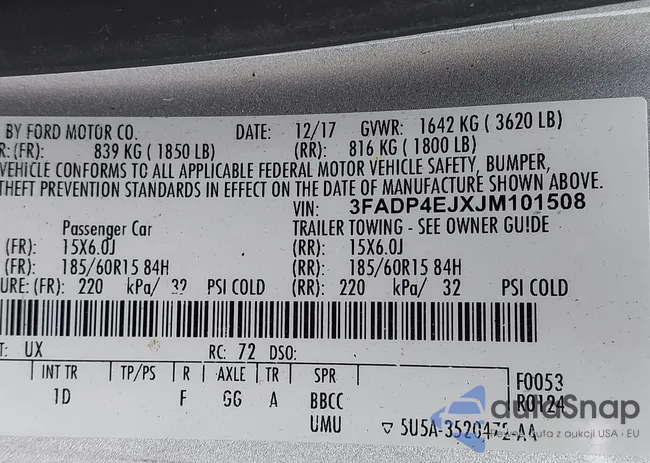 BY FORD MOTOR CO. DATE: 12/17 GVWR: 1642 KG ( 3620 LB)
R: (FR): 839 KG ( 1850 LB) (RR): 816 KG ( 1800 LB)
VEHICLE CONFORMS TO ALL APPLICABLE FEDERAL MOTOR VEHICLE SAFETY, BUMPER,
THEFT PREVENTION STANDARDS IN EFFECT ON THE DATE OF MANUFACTURE SHOWN ABOVE.
VIN: 3FADP4EJXJM101508
Passenger Car TRAILER TOWING - SEE OWNER GUIDE
(FR): 15X6.0J (RR): 15X6.0J
(FR): 185/60R15 84H (RR): 185/60R15 84H
URE: (FR): 220 kPa/ 32 PSI COLD (RR): 220 kPa/ 32 PSI COLD
T: UX RC: 72 DSO:
INT TR TP/PS R AXLE TR SPR F0053
1D F GG A BBCC R0124
UMU ▽ 5U5A-3520472-AA
autoSnap
auta z aukcji USA i EU